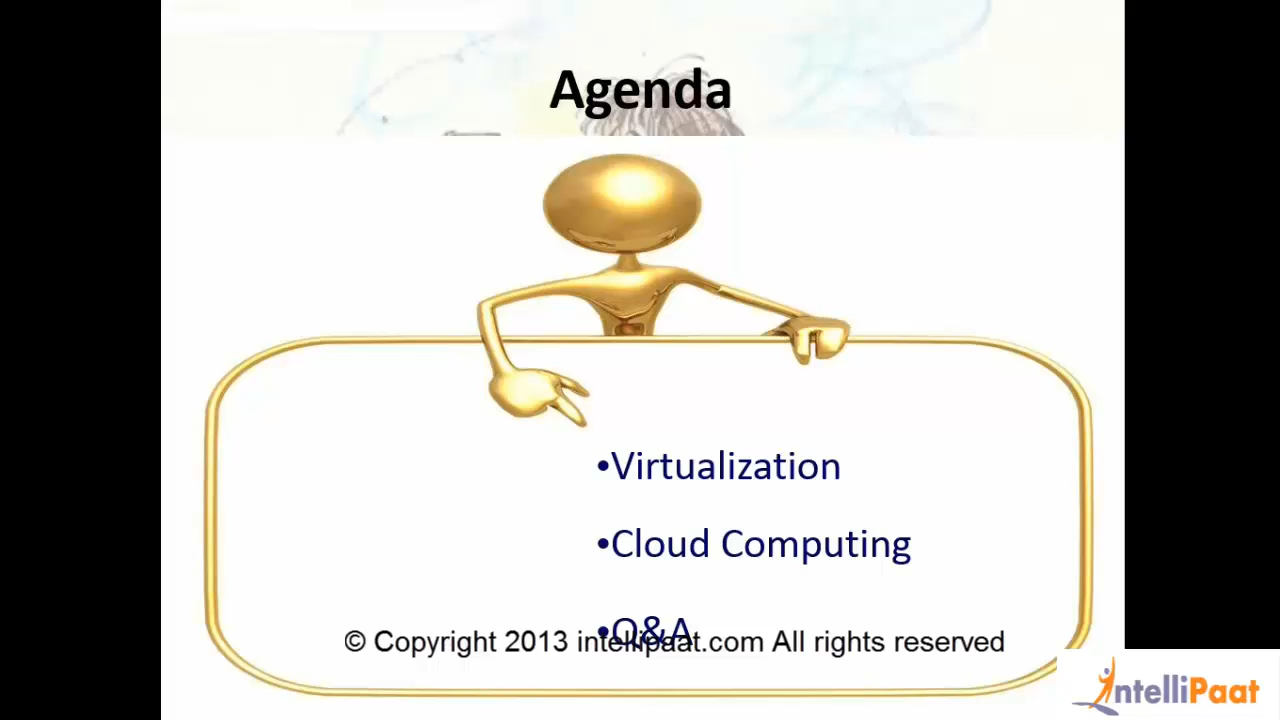 Agenda
•Virtualization
•Cloud Computing
•Q&A
© Copyright 2013 intellipaat.com All rights reserved
IntelliPaat